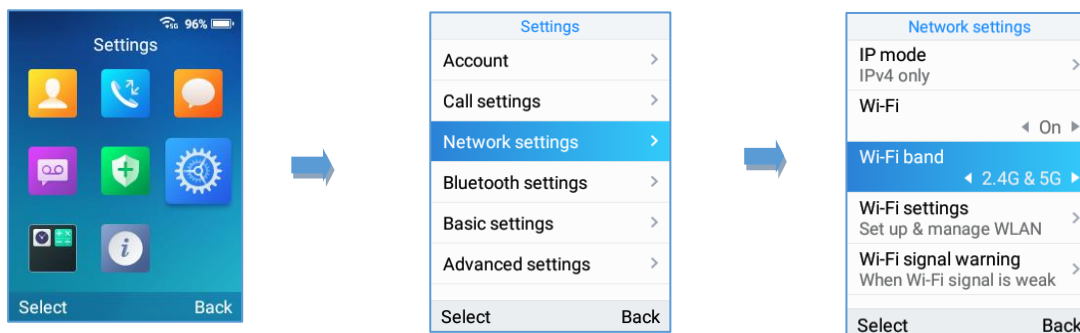 5G 96%
Settings
Select Back
Settings
Account
Call settings
Network settings
Bluetooth settings
Basic settings
Advanced settings
Select Back
Network settings
IP mode
IPv4 only
Wi-Fi
On
Wi-Fi band
2.4G & 5G
Wi-Fi settings
Set up & manage WLAN
Wi-Fi signal warning
When Wi-Fi signal is weak
Select Back